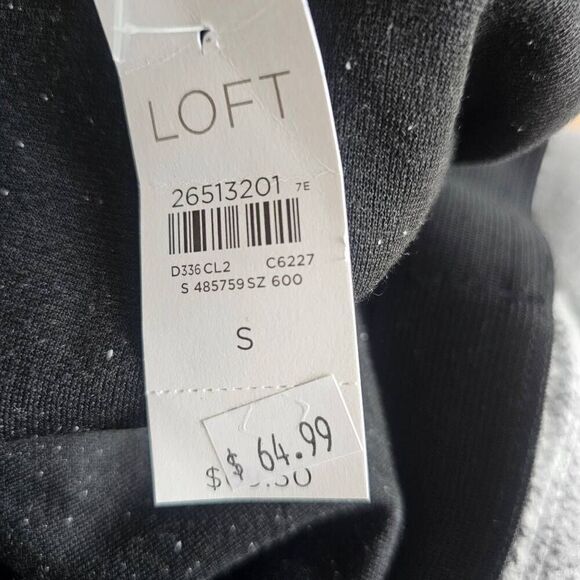 LOFT
26513201 7E
D336 CL2 C6227
S 485759 SZ 600
S
$ 64.99